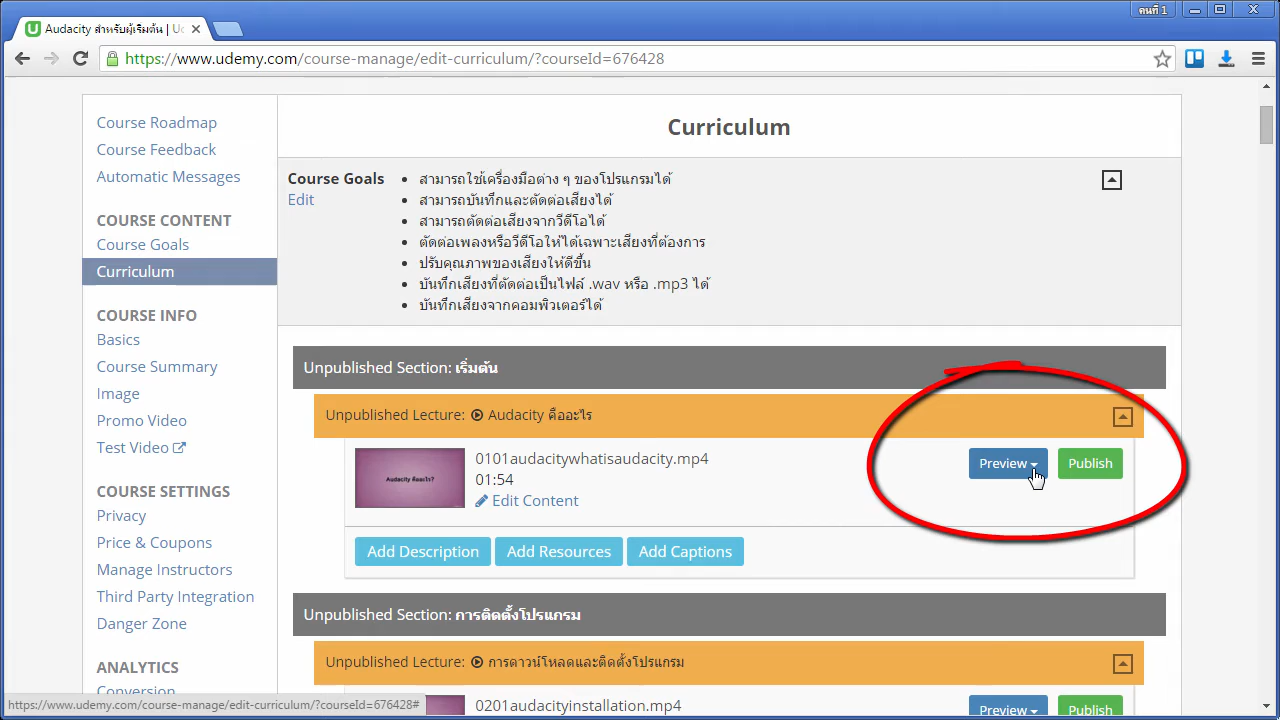 คนที่ 1
Audacity สำหรับผู้เริ่มต้น | Uc
https://www.udemy.com/course-manage/edit-curriculum/?courseId=676428
Course Roadmap
Course Feedback
Automatic Messages
COURSE CONTENT
Course Goals
Curriculum
COURSE INFO
Basics
Course Summary
Image
Promo Video
Test Video
COURSE SETTINGS
Privacy
Price & Coupons
Manage Instructors
Third Party Integration
Danger Zone
ANALYTICS
Conversion
Curriculum
Course Goals
Edit
สามารถใช้เครื่องมือต่าง ๆ ของโปรแกรมได้
สามารถบันทึกและตัดต่อเสียงได้
สามารถตัดต่อเสียงจากวีดีโอได้
ตัดต่อเพลงหรือวีดีโอให้ได้เฉพาะเสียงที่ต้องการ
ปรับคุณภาพของเสียงให้ดีขึ้น
บันทึกเสียงที่ตัดต่อเป็นไฟล์ .wav หรือ .mp3 ได้
บันทึกเสียงจากคอมพิวเตอร์ได้
Unpublished Section: เริ่มต้น
Unpublished Lecture: Audacity คืออะไร
Audacity คืออะไร?
0101audacitywhatisaudacity.mp4
01:54
Edit Content
Preview
Publish
Add Description
Add Resources
Add Captions
Unpublished Section: การติดตั้งโปรแกรม
Unpublished Lecture: การดาวน์โหลดและติดตั้งโปรแกรม
0201audacityinstallation.mp4
Preview
Publish
https://www.udemy.com/course-manage/edit-curriculum/?courseId=676428#